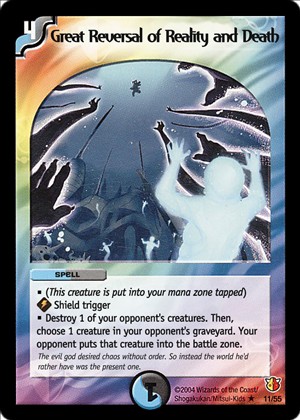 4
Great Reversal of Reality and Death
SPELL
▪ (This creature is put into your mana zone tapped)
Shield trigger
▪ Destroy 1 of your opponent's creatures. Then,
choose 1 creature in your opponent's graveyard. Your
opponent puts that creature into the battle zone.
The evil god desired chaos without order. So instead the world he'd
rather have was the present order.
©2004 Wizards of the Coast/
Shogakukan/Mitsui-Kids ★ 11/55